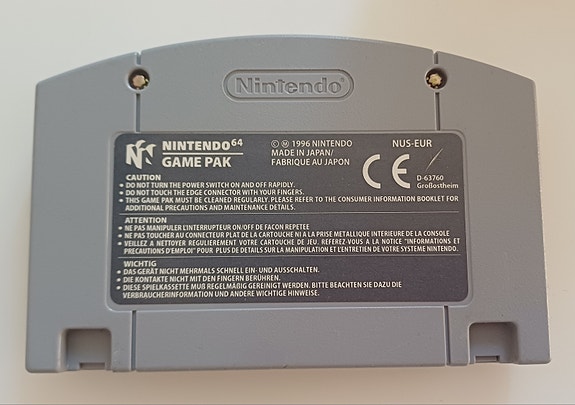 Nintendo
NINTENDO64
GAME PAK
© Ⓜ 1996 NINTENDO
MADE IN JAPAN/
FABRIQUE AU JAPON
NUS-EUR
CE
D-63760
Großostheim
CAUTION
• DO NOT TURN THE POWER SWITCH ON AND OFF RAPIDLY.
• DO NOT TOUCH THE EDGE CONNECTOR WITH YOUR FINGERS.
• THIS GAME PAK MUST BE CLEANED REGULARLY. PLEASE REFER TO THE CONSUMER INFORMATION BOOKLET FOR
ADDITIONAL PRECAUTIONS AND MAINTENANCE DETAILS.
ATTENTION
• NE PAS MANIPULER L'INTERRUPTEUR ON/OFF DE FACON REPETEE
• NE PAS TOUCHER AU CONNECTEUR PLAT DE LA CARTOUCHE NI A LA PRISE METALLIQUE INTERIEURE DE LA CONSOLE
• VEILLEZ A NETTOYER REGULIEREMENT VOTRE CARTOUCHE DE JEU. REFEREZ-VOUS A LA NOTICE "INFORMATIONS ET
PRECAUTIONS D'EMPLOI" POUR PLUS DE DETAILS SUR LA MANIPULATION ET L'ENTRETIEN DE VOTRE SYSTEME NINTENDO.
WICHTIG
• DAS GERÄT NICHT MEHRMALS SCHNELL EIN- UND AUSSCHALTEN.
• DIE KONTAKTE NICHT MIT DEN FINGERN BERÜHREN.
• DIESE SPIELKASSETTE MUß REGELMÄßIG GEREINIGT WERDEN. BITTE BEACHTEN SIE DAZU DIE
VERBRAUCHERINFORMATION UND ANDERE WICHTIGE HINWEISE.